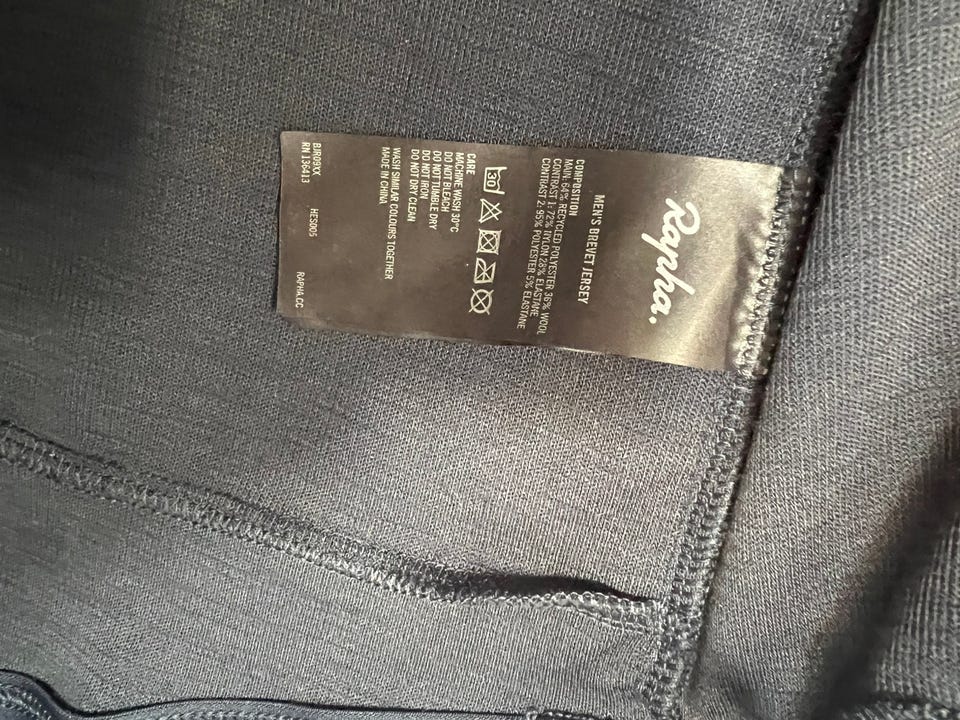 Rapha.
MEN'S BREVET JERSEY
COMPOSITION
MAIN: 64% RECYCLED POLYESTER 36% WOOL
CONTRAST 1: 72% NYLON 28% ELASTANE
CONTRAST 2: 95% POLYESTER 5% ELASTANE
30
CARE
MACHINE WASH 30°C
DO NOT BLEACH
DO NOT TUMBLE DRY
DO NOT IRON
DO NOT DRY CLEAN
WASH SIMILAR COLOURS TOGETHER
MADE IN CHINA
BJR09XX HES005 RAPHA.CC
RN 136413